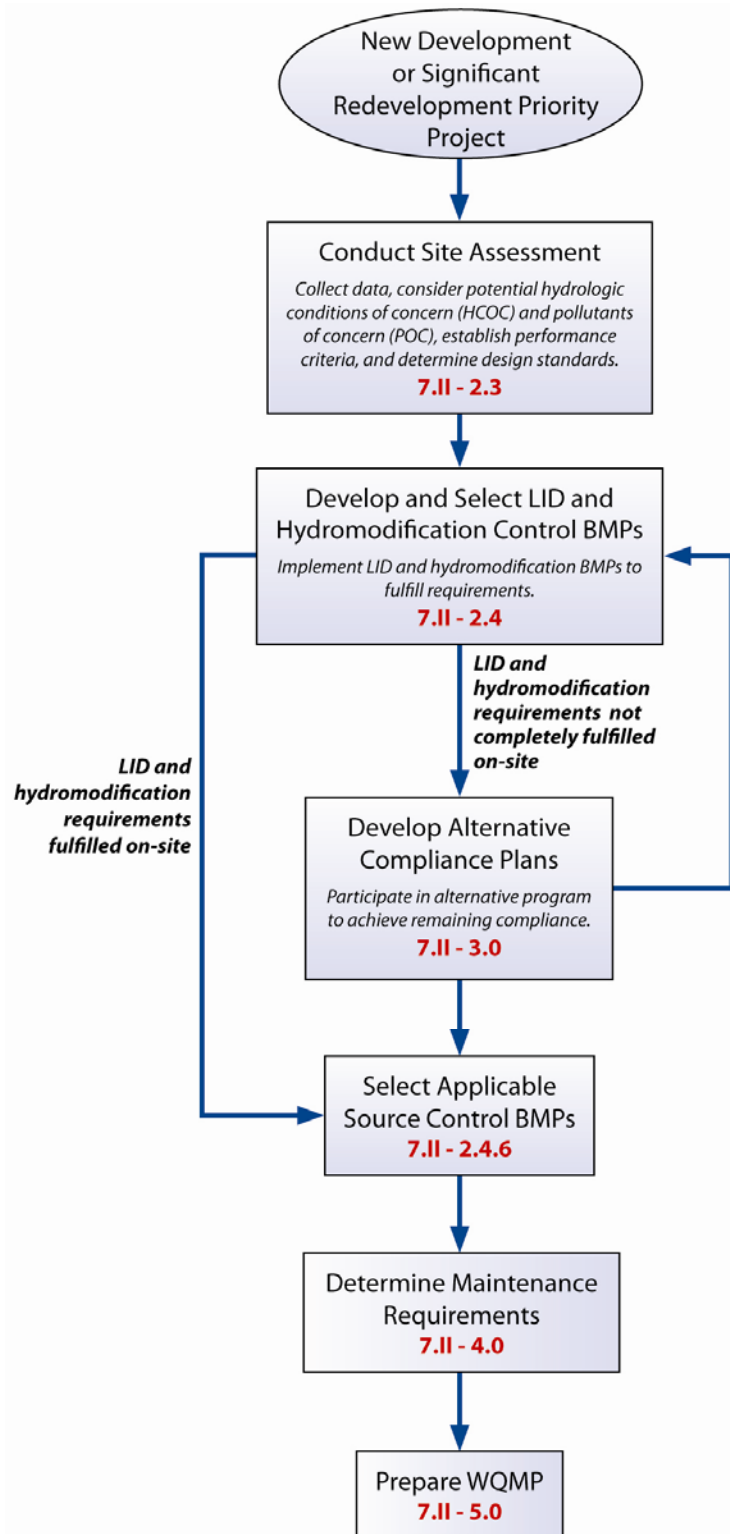 New Development
or Significant
Redevelopment Priority
Project
Conduct Site Assessment
Collect data, consider potential hydrologic
conditions of concern (HCOC) and pollutants
of concern (POC), establish performance
criteria, and determine design standards.
7.II - 2.3
Develop and Select LID and
Hydromodification Control BMPs
Implement LID and hydromodification BMPs to
fulfill requirements.
7.II - 2.4
LID and
hydromodification
requirements not
completely fulfilled
on-site
LID and
hydromodification
requirements
fulfilled on-site
Develop Alternative
Compliance Plans
Participate in alternative program
to achieve remaining compliance.
7.II - 3.0
Select Applicable
Source Control BMPs
7.II - 2.4.6
Determine Maintenance
Requirements
7.II - 4.0
Prepare WQMP
7.II - 5.0